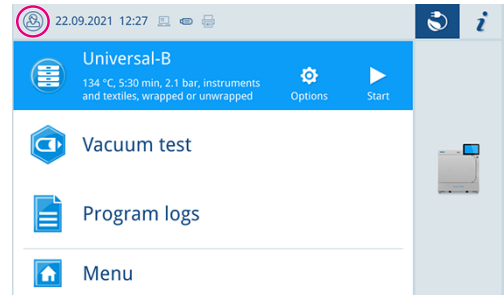 22.09.2021 12:27
Universal-B
134 °C, 5:30 min, 2.1 bar, instruments
and textiles, wrapped or unwrapped
Options
Start
Vacuum test
Program logs
Menu